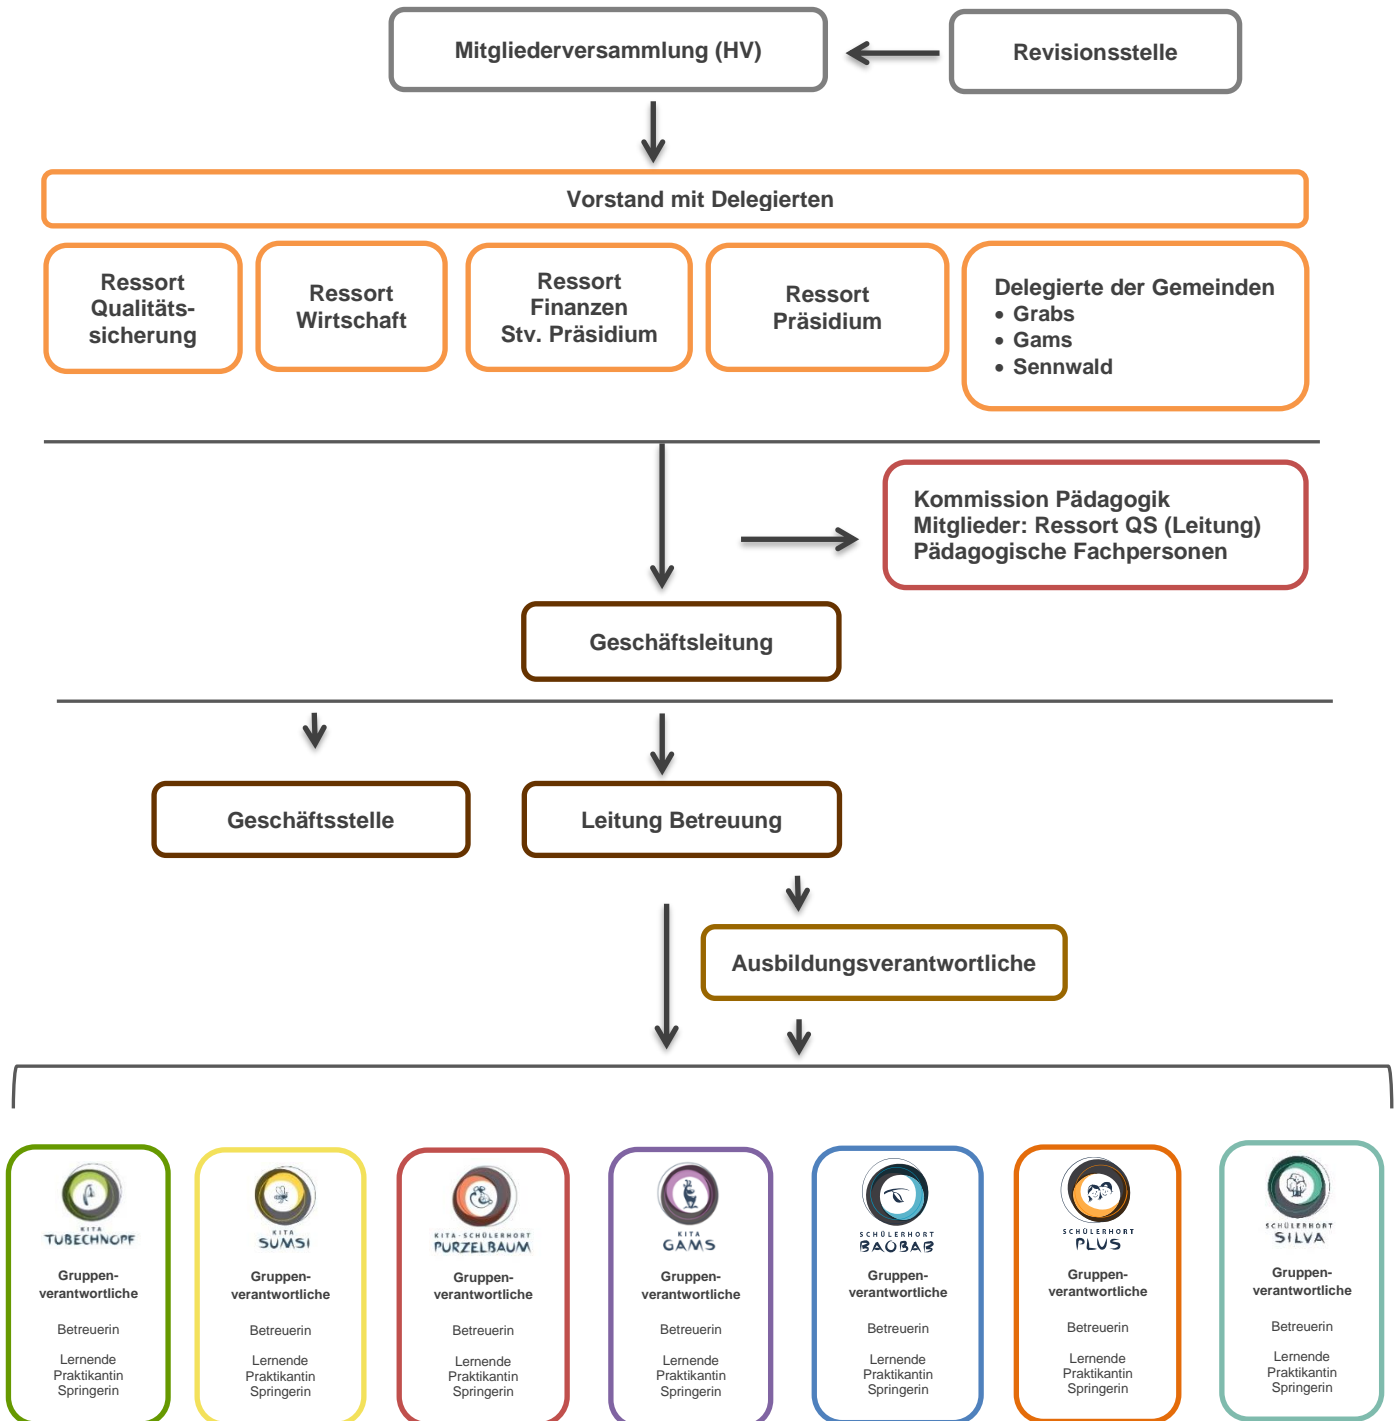 Mitgliederversammlung (HV)
Revisionsstelle
Vorstand mit Delegierten
Ressort
Qualitäts-
sicherung
Ressort
Wirtschaft
Ressort
Finanzen
Stv. Präsidium
Ressort
Präsidium
Delegierte der Gemeinden
• Grabs
• Gams
• Sennwald
Kommission Pädagogik
Mitglieder: Ressort QS (Leitung)
Pädagogische Fachpersonen
Geschäftsleitung
Geschäftsstelle
Leitung Betreuung
Ausbildungsverantwortliche
KITA
TUBECHNOPF
Gruppen-
verantwortliche
Betreuerin
Lernende
Praktikantin
Springerin
KITA
SUMSI
Gruppen-
verantwortliche
Betreuerin
Lernende
Praktikantin
Springerin
KITA-SCHÜLERHORT
PURZELBAUM
Gruppen-
verantwortliche
Betreuerin
Lernende
Praktikantin
Springerin
KITA
GAMS
Gruppen-
verantwortliche
Betreuerin
Lernende
Praktikantin
Springerin
SCHÜLERHORT
BAOBAB
Gruppen-
verantwortliche
Betreuerin
Lernende
Praktikantin
Springerin
SCHÜLERHORT
PLUS
Gruppen-
verantwortliche
Betreuerin
Lernende
Praktikantin
Springerin
SCHÜLERHORT
SILVA
Gruppen-
verantwortliche
Betreuerin
Lernende
Praktikantin
Springerin